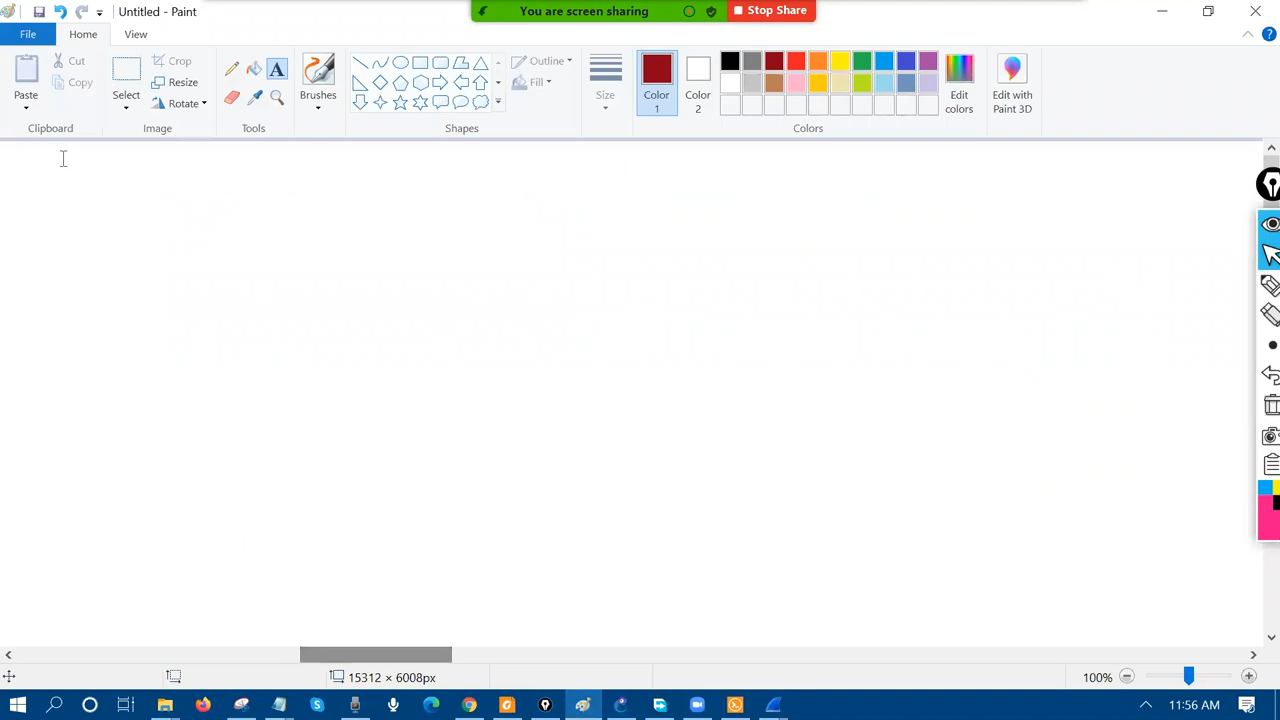 Untitled - Paint
You are screen sharing
Stop Share
File
Home
View
Paste
Cut
Copy
Clipboard
Select
Crop
Resize
Rotate
Image
A
Tools
Brushes
Outline
Fill
Shapes
Size
Color
1
Color
2
Edit
colors
Edit with
Paint 3D
Colors
15312 × 6008px
100%
11:56 AM
3